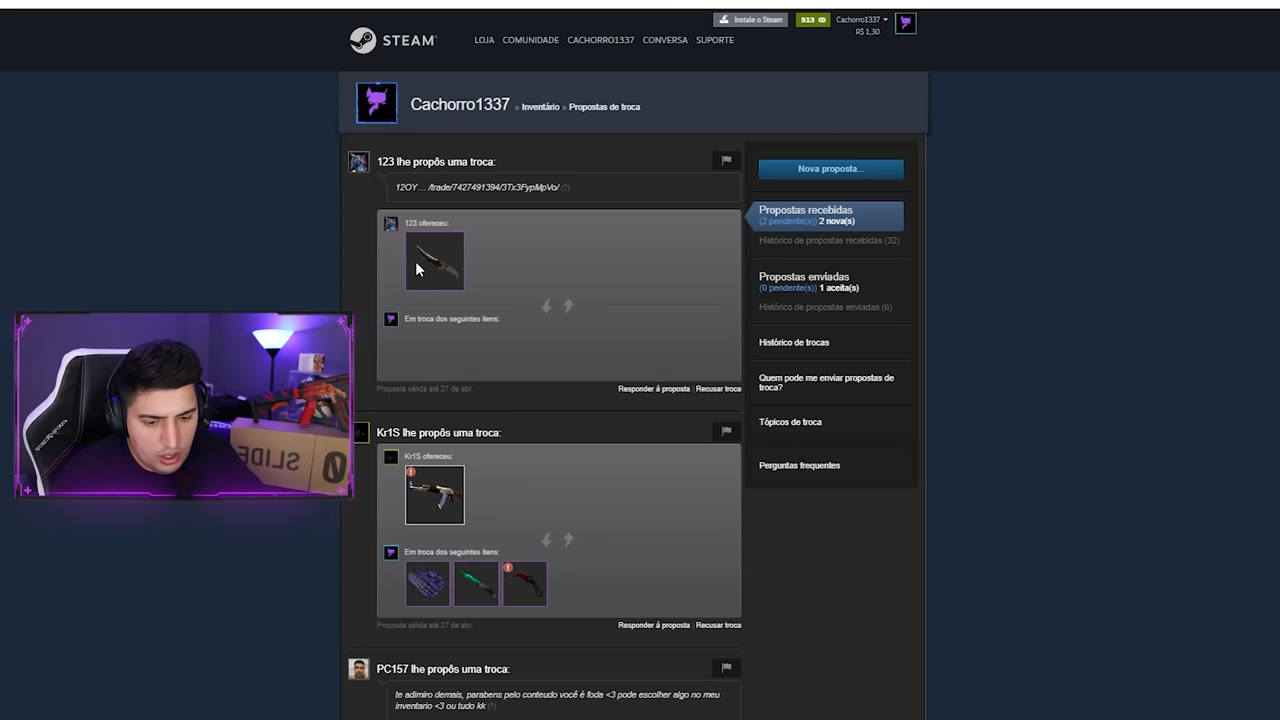 Instale o Steam
513
Cachorro1337
R$ 1,30
STEAM
LOJA COMUNIDADE CACHORRO1337 CONVERSA SUPORTE
Cachorro1337 » Inventário » Propostas de troca
123 lhe propôs uma troca:
12OY ... /trade/7427491394/3Tx3FypMpVo/ (?)
123 ofereceu:
Em troca dos seguintes itens:
Proposta válida até 27 de abr.
Responder à proposta | Recusar troca
Kr1S lhe propôs uma troca:
Kr1S ofereceu:
Em troca dos seguintes itens:
Proposta válida até 27 de abr.
Responder à proposta | Recusar troca
PC157 lhe propôs uma troca:
te adimiro demais, parabens pelo conteudo você é foda <3 pode escolher algo no meu
inventario <3 ou tudo kk (?)
Nova proposta...
Propostas recebidas
(2 pendente(s)) 2 nova(s)
Histórico de propostas recebidas (32)
Propostas enviadas
(0 pendente(s)) 1 aceita(s)
Histórico de propostas enviadas (6)
Histórico de trocas
Quem pode me enviar propostas de
troca?
Tópicos de troca
Perguntas frequentes
SLIDE